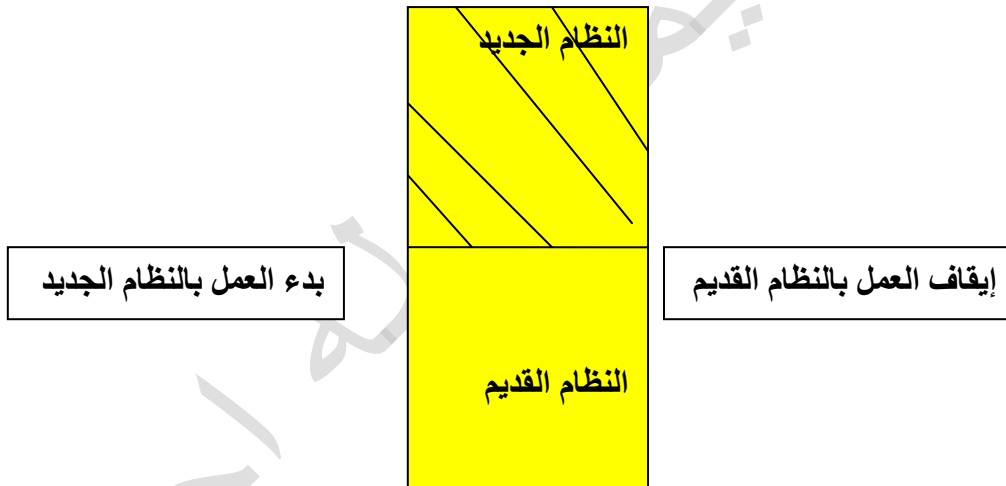 النظام الجديد
إيقاف العمل بالنظام القديم
بدء العمل بالنظام الجديد
النظام القديم